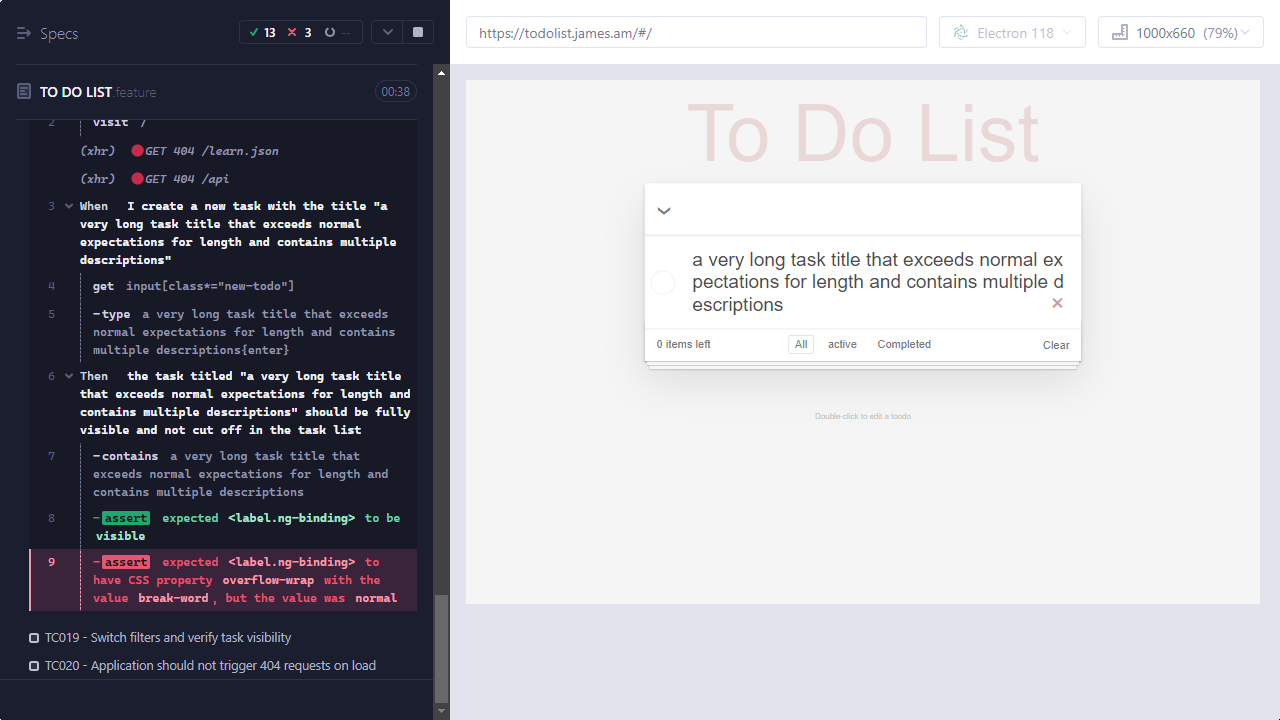 Specs
13
3
--
TO DO LIST.feature
00:38
2 visit /
(xhr) GET 404 /learn.json
(xhr) GET 404 /api
3 When I create a new task with the title "a
very long task title that exceeds normal
expectations for length and contains multiple
descriptions"
4 get input[class*="new-todo"]
5 -type a very long task title that exceeds
normal expectations for length and contains
multiple descriptions{enter}
6 Then the task titled "a very long task title
that exceeds normal expectations for length and
contains multiple descriptions" should be fully
visible and not cut off in the task list
7 -contains a very long task title that
exceeds normal expectations for length and
contains multiple descriptions
8 -assert expected <label.ng-binding> to be
visible
9 -assert expected <label.ng-binding> to
have CSS property overflow-wrap with the
value break-word, but the value was normal
TC019 - Switch filters and verify task visibility
TC020 - Application should not trigger 404 requests on load
https://todolist.james.am/#/
Electron 118
1000x660 (79%)
To Do List
a very long task title that exceeds normal ex
pectations for length and contains multiple d
escriptions
0 items left
All
active
Completed
Clear
Double-click to edit a toodo